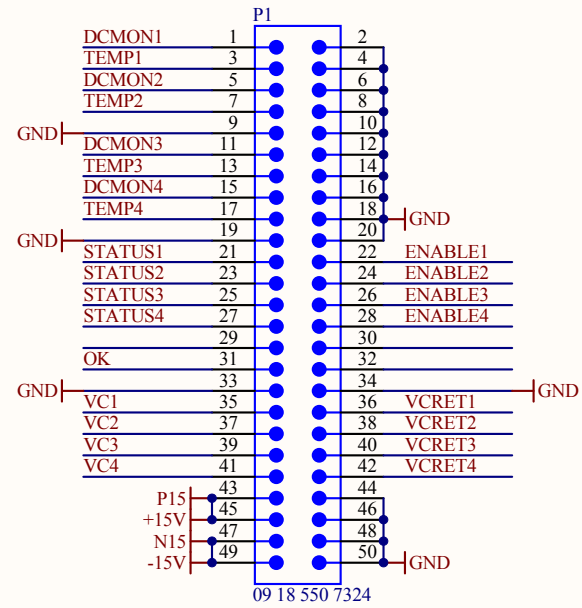 P1
DCMON1 1 2
TEMP1 3 4
DCMON2 5 6
TEMP2 7 8
GND 9 10
DCMON3 11 12
TEMP3 13 14
DCMON4 15 16
TEMP4 17 18 GND
GND 19 20
STATUS1 21 22 ENABLE1
STATUS2 23 24 ENABLE2
STATUS3 25 26 ENABLE3
STATUS4 27 28 ENABLE4
29 30
OK 31 32
GND 33 34 GND
VC1 35 36 VCRET1
VC2 37 38 VCRET2
VC3 39 40 VCRET3
VC4 41 42 VCRET4
P15 43 44
+15V 45 46
N15 47 48
-15V 49 50 GND
09 18 550 7324